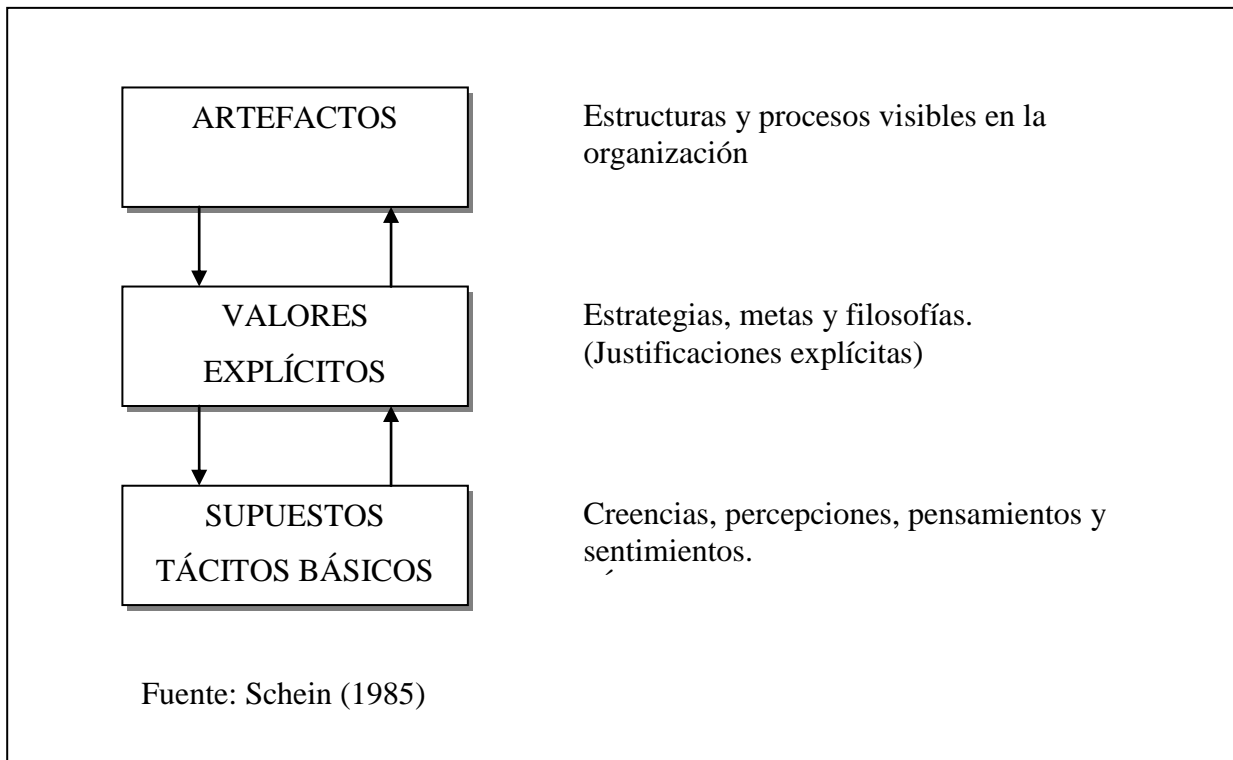 ARTEFACTOS
Estructuras y procesos visibles en la
organización
VALORES
EXPLÍCITOS
Estrategias, metas y filosofías.
(Justificaciones explícitas)
SUPUESTOS
TÁCITOS BÁSICOS
Creencias, percepciones, pensamientos y
sentimientos.
Fuente: Schein (1985)